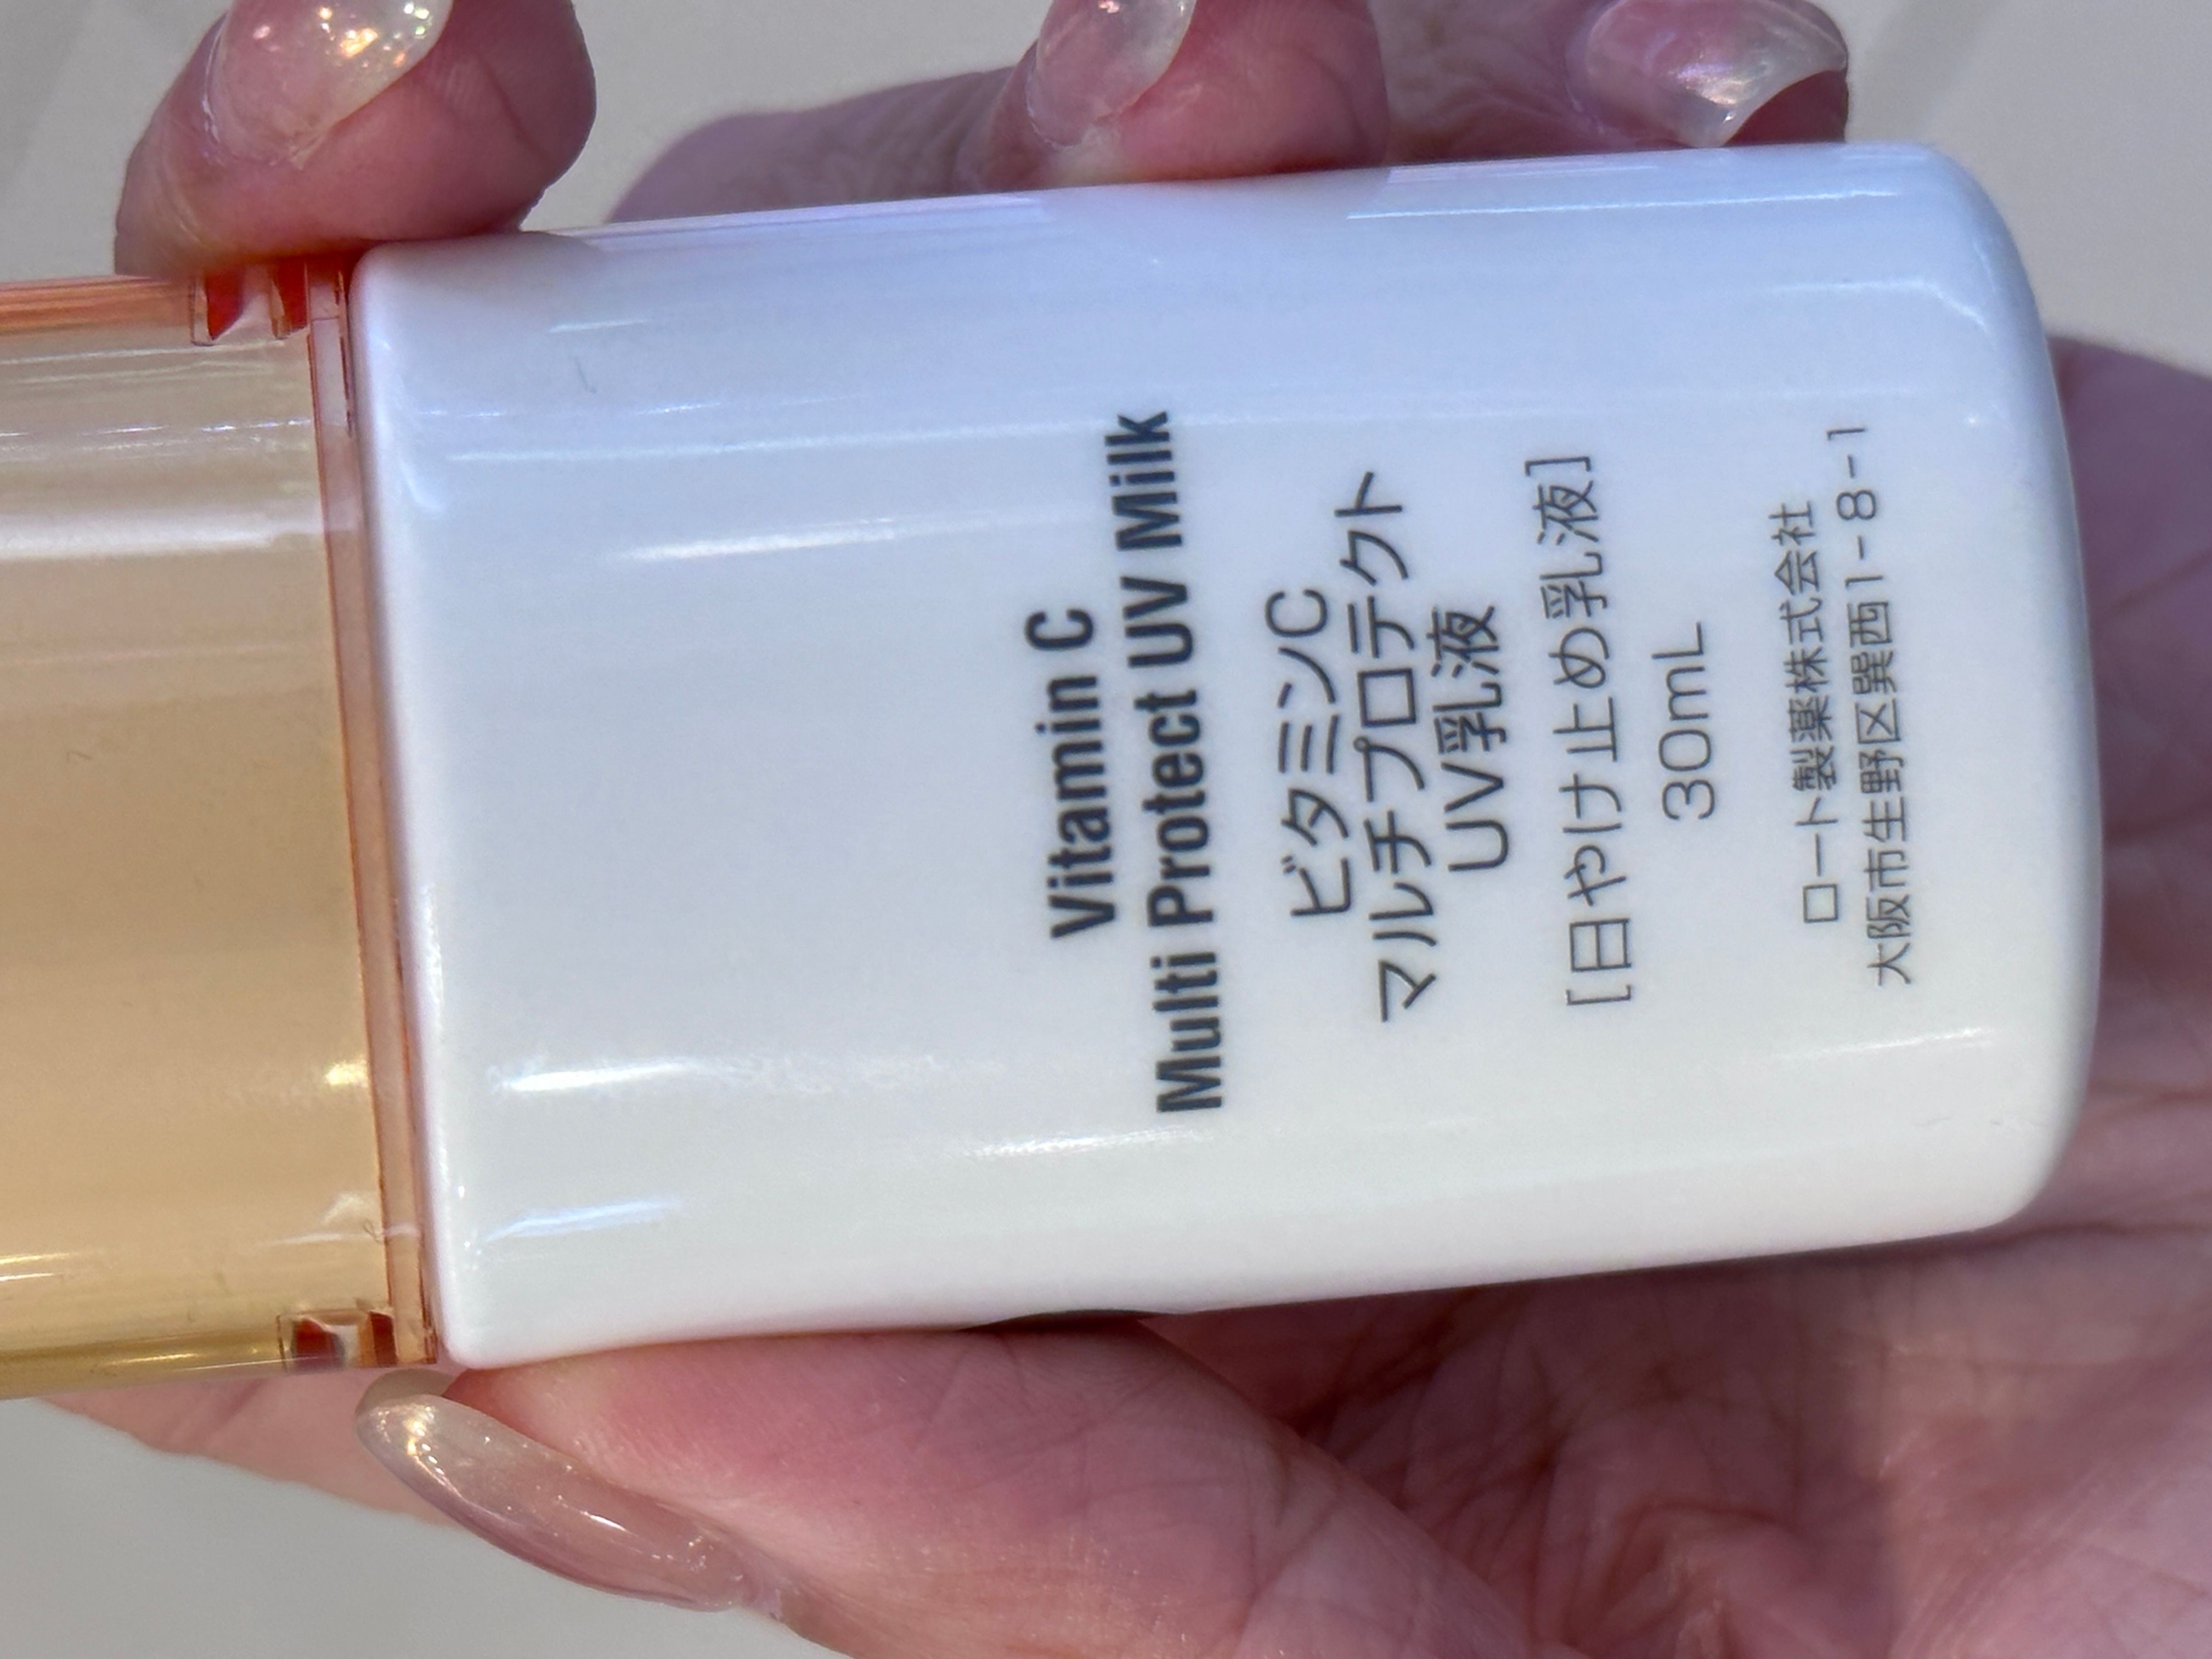 Vitamin C
Multi Protect UV Milk
ビタミンC
マルチプロテクト
UV乳液
[日やけ止め乳液]
30mL
ロート製薬株式会社
大阪市生野区巽西1-8-1